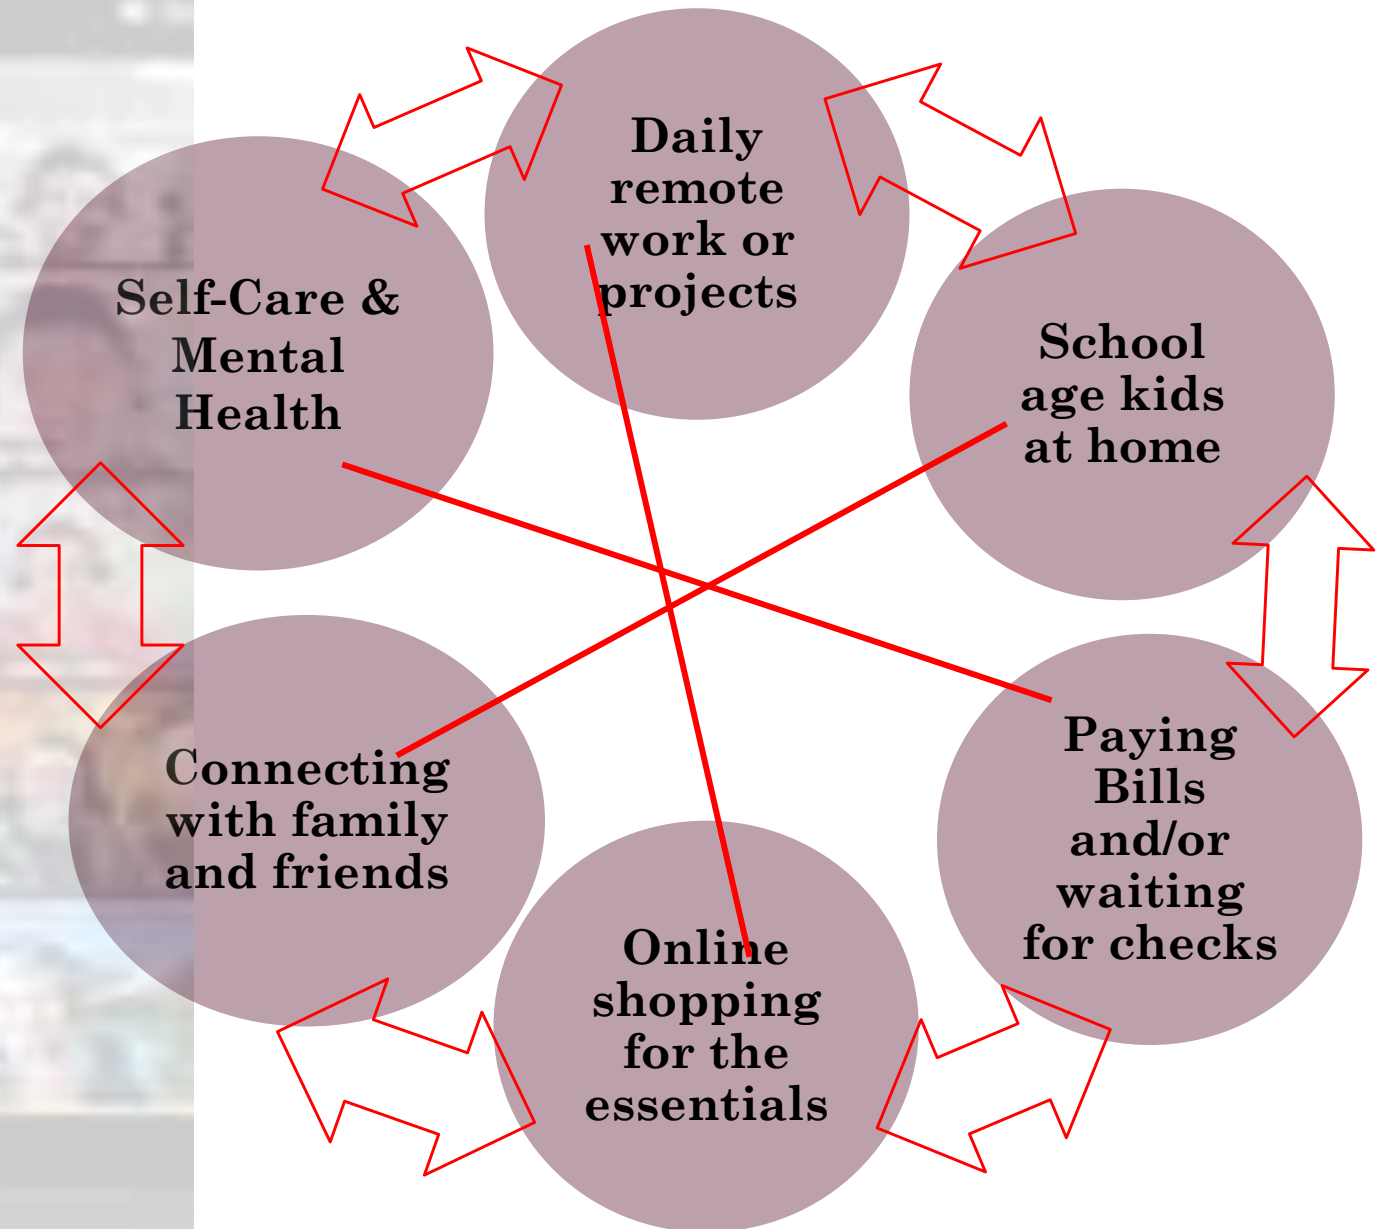 Daily
remote
work or
projects
School
age kids
at home
Paying
Bills
and/or
waiting
for checks
Online
shopping
for the
essentials
Connecting
with family
and friends
Self-Care &
Mental
Health